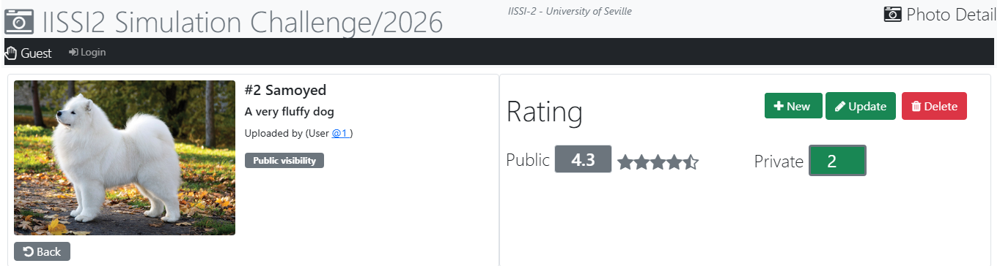 IISSI2 Simulation Challenge/2026
IISSI-2 - University of Seville
Photo Detail
Guest
Login
#2 Samoyed
A very fluffy dog
Uploaded by (User @1 )
Public visibility
Back
Rating
New
Update
Delete
Public 4.3
Private 2